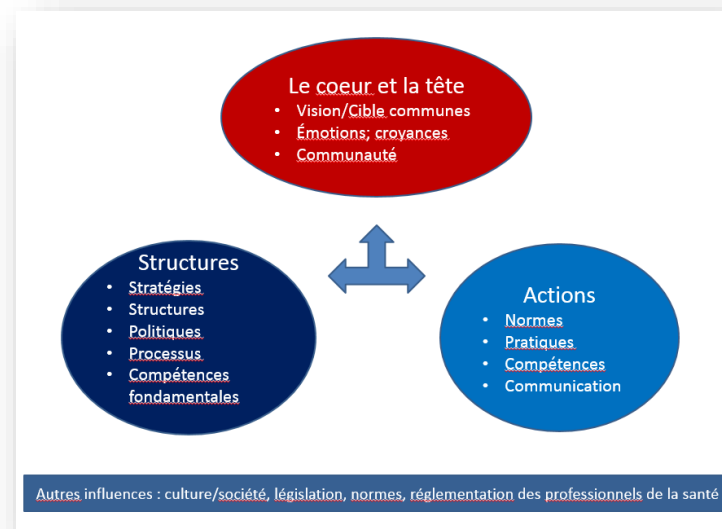 Le coeur et la tête
• Vision/Cible communes
• Émotions; croyances
• Communauté
Structures
• Stratégies
• Structures
• Politiques
• Processus
• Compétences
fondamentales
Actions
• Normes
• Pratiques
• Compétences
• Communication
Autres influences : culture/société, législation, normes, réglementation des professionnels de la santé